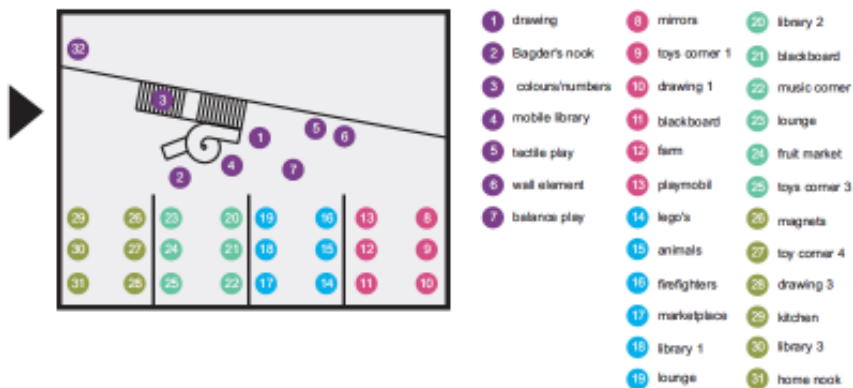 32
3
5
6
1
4
7
2
29 26 23 20 19 16 13 8
30 27 24 21 18 15 12 9
31 28 25 22 17 14 11 10
1 drawing
2 Bagder's nook
3 colours/numbers
4 mobile library
5 tectile play
6 wall element
7 balance play
8 mirrors
9 toys corner 1
10 drawing 1
11 blackboard
12 farm
13 playmobil
14 lego's
15 animals
16 firefighters
17 marketplace
18 library 1
19 lounge
20 library 2
21 blackboard
22 music corner
23 lounge
24 fruit market
25 toys corner 3
26 magnets
27 toy corner 4
28 drawing 3
29 kitchen
30 library 3
31 home nook